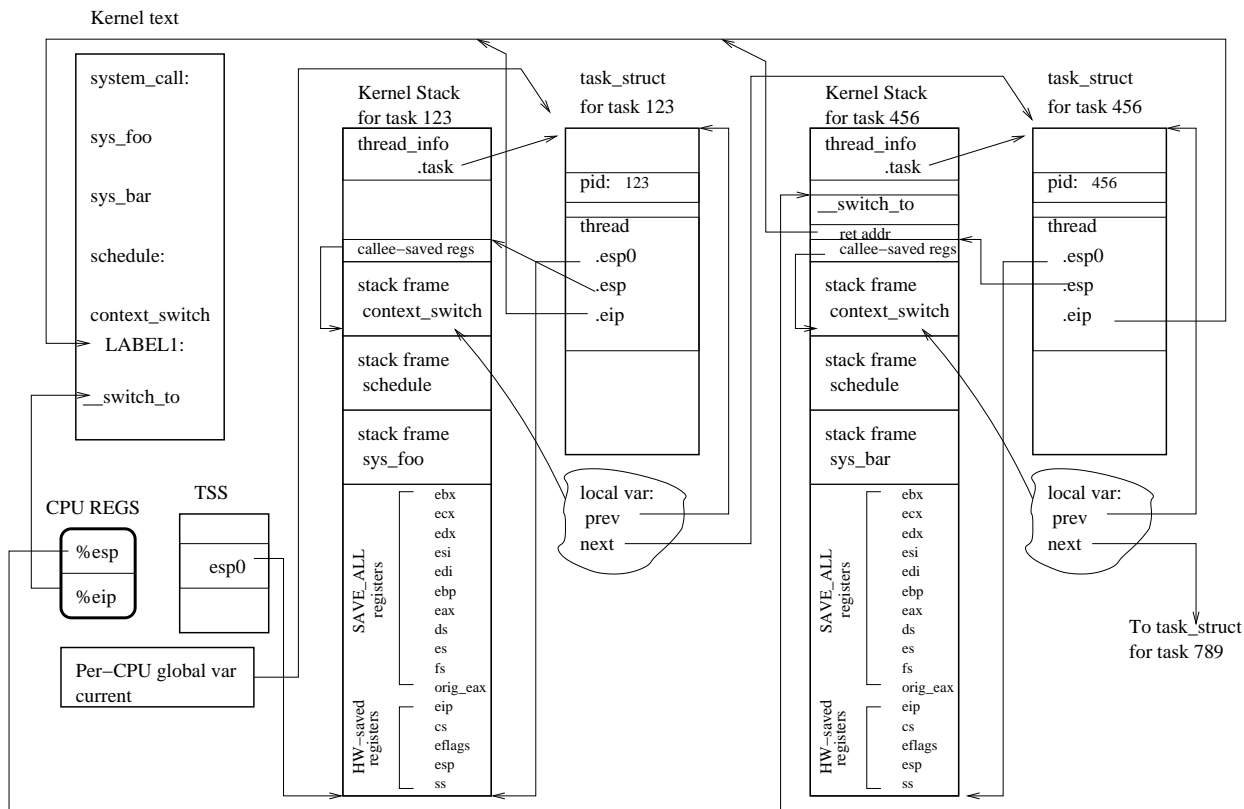 Kernel text
system_call:
sys_foo
sys_bar
schedule:
context_switch
LABEL1:
__switch_to
CPU REGS
%esp
%eip
TSS
esp0
Per-CPU global var
current
Kernel Stack
for task 123
thread_info
.task
callee-saved regs
stack frame
context_switch
stack frame
schedule
stack frame
sys_foo
SAVE_ALL
registers
ebx
ecx
edx
esi
edi
ebp
eax
ds
es
fs
orig_eax
HW-saved
registers
eip
cs
eflags
esp
ss
task_struct
for task 123
pid: 123
thread
.esp0
.esp
.eip
local var:
prev
next
Kernel Stack
for task 456
thread_info
.task
__switch_to
ret addr
callee-saved regs
stack frame
context_switch
stack frame
schedule
stack frame
sys_bar
SAVE_ALL
registers
ebx
ecx
edx
esi
edi
ebp
eax
ds
es
fs
orig_eax
HW-saved
registers
eip
cs
eflags
esp
ss
task_struct
for task 456
pid: 456
thread
.esp0
.esp
.eip
local var:
prev
next
To task_struct
for task 789